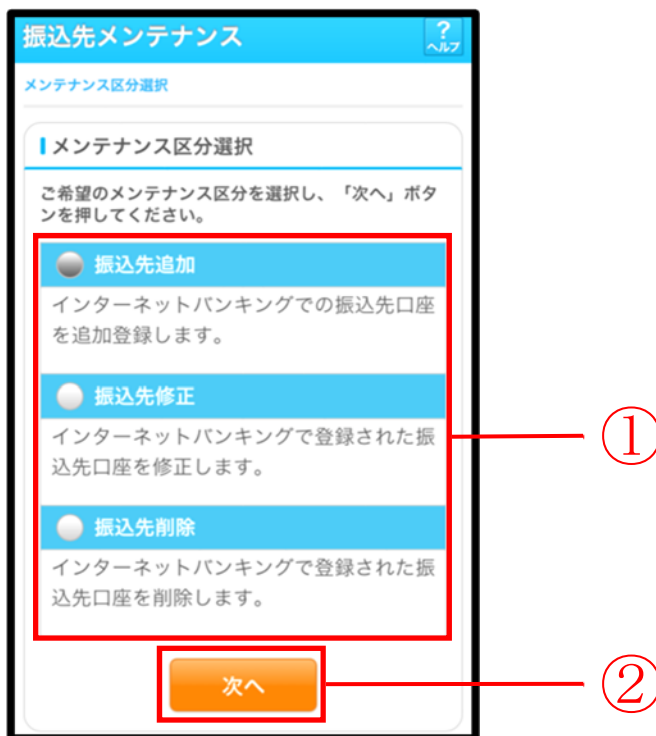 振込先メンテナンス
?
ヘルプ
メンテナンス区分選択
メンテナンス区分選択
ご希望のメンテナンス区分を選択し、「次へ」ボタ
ンを押してください。
振込先追加
インターネットバンキングでの振込先口座
を追加登録します。
振込先修正
インターネットバンキングで登録された振
込先口座を修正します。
①
振込先削除
インターネットバンキングで登録された振
込先口座を削除します。
次へ
②